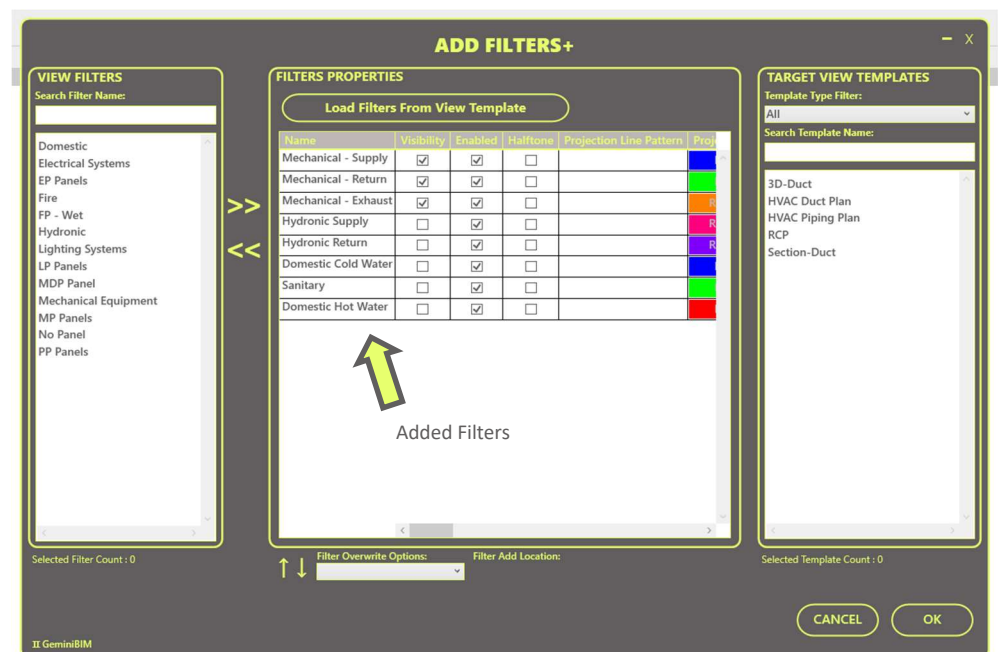 ADD FILTERS+
– X
VIEW FILTERS
Search Filter Name:
Domestic
Electrical Systems
EP Panels
Fire
FP - Wet
Hydronic
Lighting Systems
LP Panels
MDP Panel
Mechanical Equipment
MP Panels
No Panel
PP Panels
Selected Filter Count : 0
>>
<<
FILTERS PROPERTIES
Load Filters From View Template
Name Visibility Enabled Halftone Projection Line Pattern Proj
Mechanical - Supply
Mechanical - Return
Mechanical - Exhaust R
Hydronic Supply R
Hydronic Return R
Domestic Cold Water
Sanitary
Domestic Hot Water
Added Filters
Filter Overwrite Options: Filter Add Location:
TARGET VIEW TEMPLATES
Template Type Filter:
All
Search Template Name:
3D-Duct
HVAC Duct Plan
HVAC Piping Plan
RCP
Section-Duct
Selected Template Count : 0
CANCEL OK
II GeminiBIM